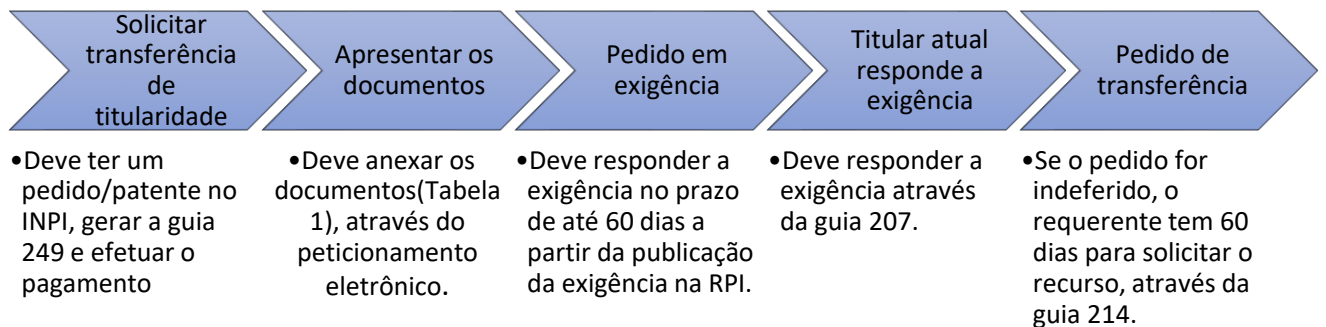 Solicitar
transferência
de
titularidade
Apresentar os
documentos
Pedido em
exigência
Titular atual
responde a
exigência
Pedido de
transferência
•Deve ter um
pedido/patente no
INPI, gerar a guia
249 e efetuar o
pagamento
•Deve anexar os
documentos(Tabela
1), através do
peticionamento
eletrônico.
•Deve responder a
exigência no prazo
de até 60 dias a
partir da publicação
da exigência na RPI.
•Deve responder a
exigência através
da guia 207.
•Se o pedido for
indeferido, o
requerente tem 60
dias para solicitar o
recurso, através da
guia 214.